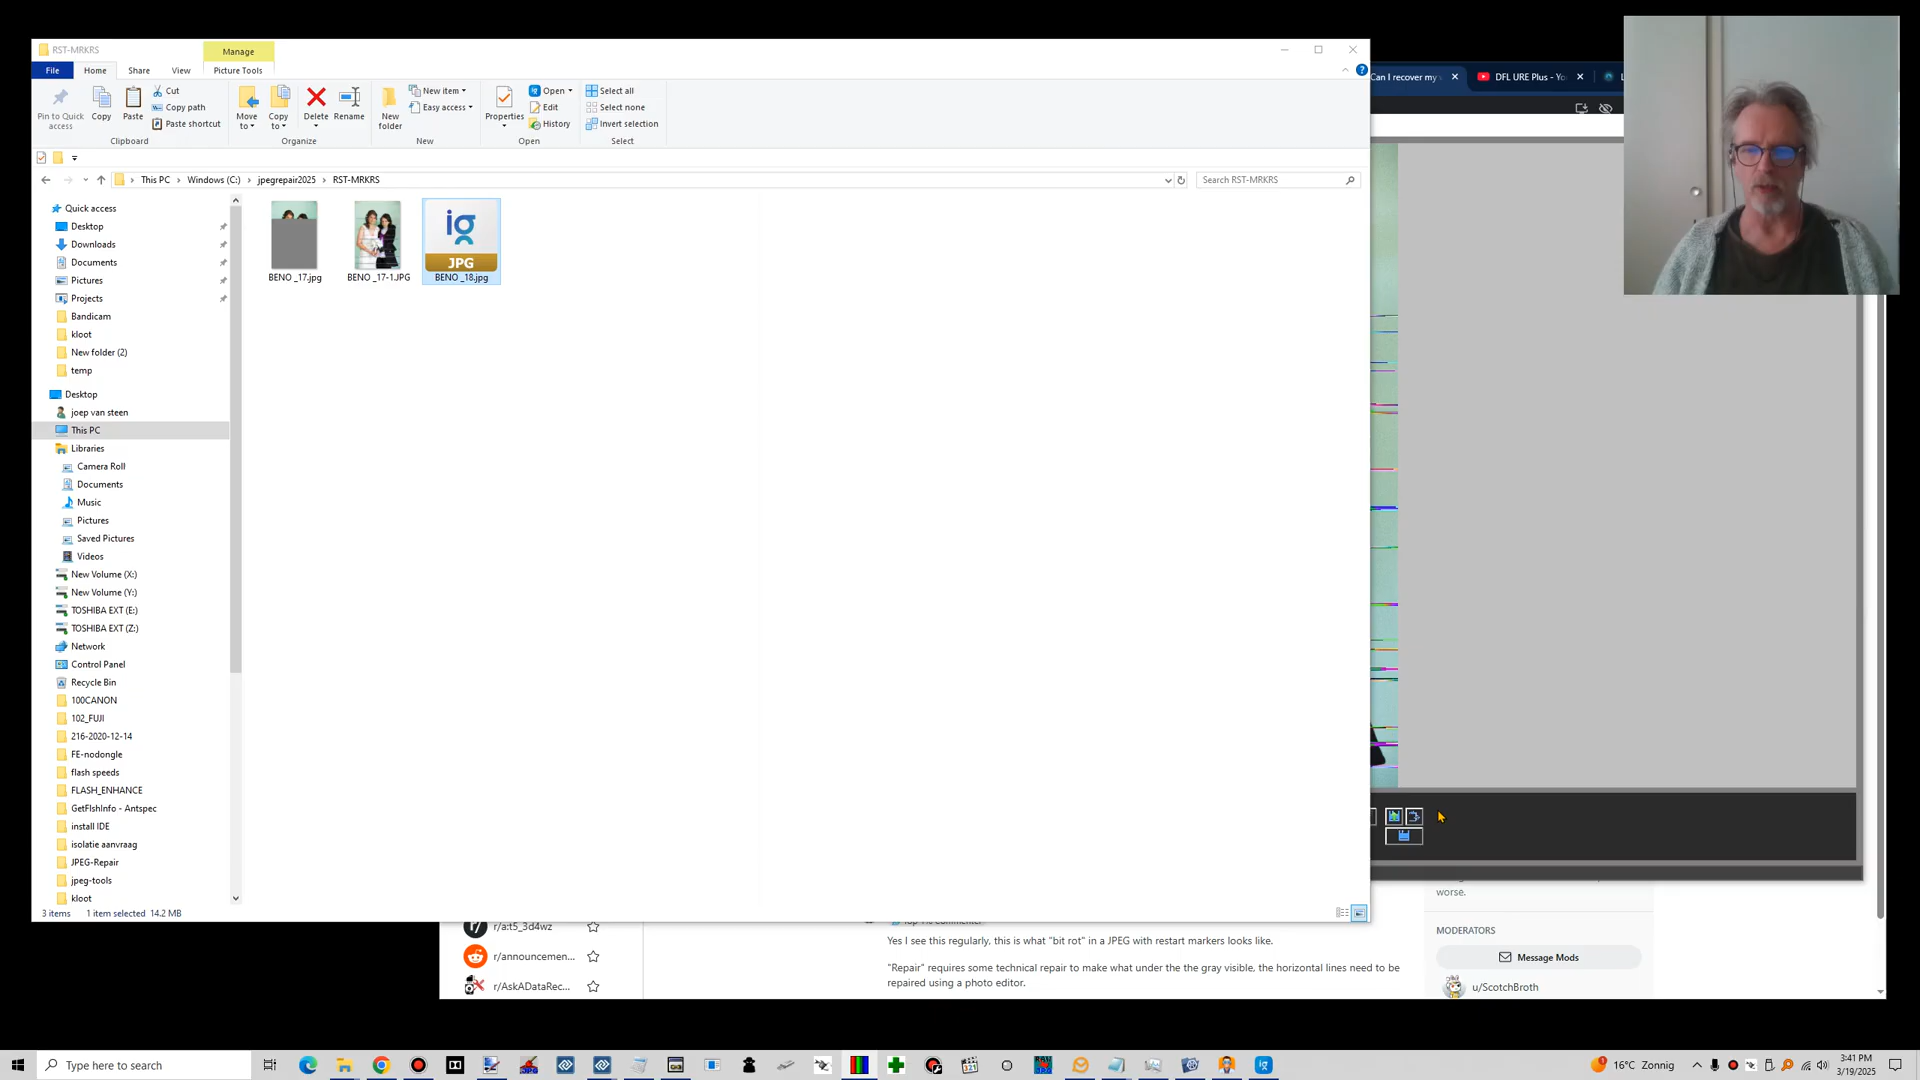 RST-MRKRS
Manage
File
Home
Share
View
Picture Tools
Can I recover my
DFL URE Plus - Yo
Pin to Quick
access
Copy
Paste
Cut
Copy path
Paste shortcut
Move
to
Copy
to
Delete
Rename
New
folder
New item
Easy access
Properties
Open
Edit
History
Select all
Select none
Invert selection
Clipboard
Organize
New
Open
Select
This PC
Windows (C:)
jpegrepair2025
RST-MRKRS
Search RST-MRKRS
Quick access
Desktop
Downloads
Documents
Pictures
Projects
Bandicam
kloot
New folder (2)
temp
Desktop
joep van steen
This PC
Libraries
Camera Roll
Documents
Music
Pictures
Saved Pictures
Videos
New Volume (X:)
New Volume (Y:)
TOSHIBA EXT (E:)
TOSHIBA EXT (Z:)
Network
Control Panel
Recycle Bin
100CANON
102_FUJI
216-2020-12-14
FE-nodongle
flash speeds
FLASH_ENHANCE
GetFlshInfo - Antspec
install IDE
isolatie aanvraag
JPEG-Repair
jpeg-tools
kloot
ig
JPG
BENO _17.jpg
BENO _17-1.JPG
BENO _18.jpg
3 items
1 item selected 14.2 MB
r/a:t5_3d4wz
r/announcemen...
r/AskADataRec...
Yes I see this regularly, this is what "bit rot" in a JPEG with restart markers looks like.
"Repair" requires some technical repair to make what under the the gray visible, the horizontal lines need to be
repaired using a photo editor.
worse.
MODERATORS
Message Mods
u/ScotchBroth
Type here to search
16°C Zonnig
3:41 PM
3/19/2025